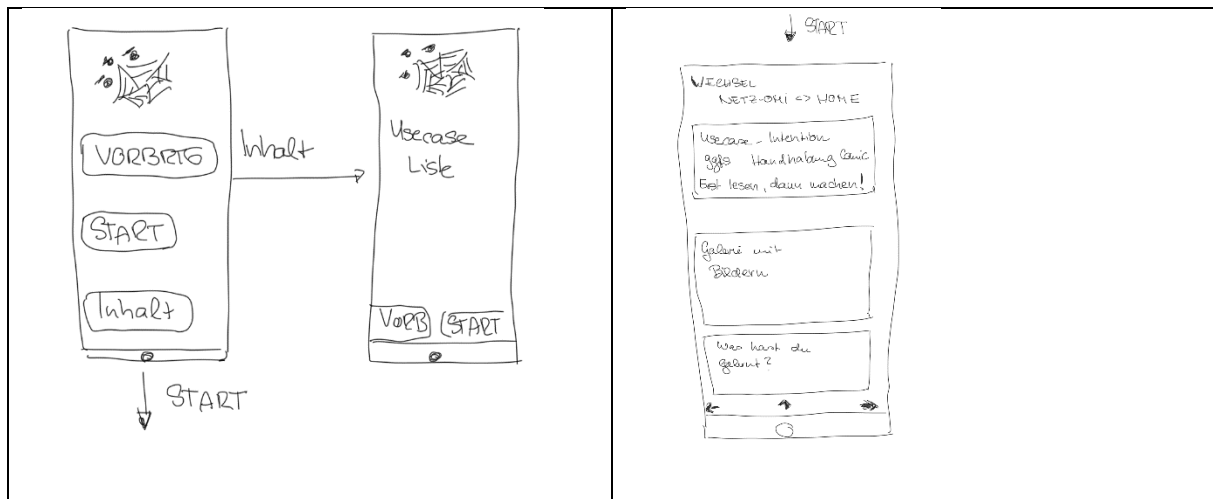 VORBRTG
START
Inhalt
START
Inhalt
Usecase
Liste
VORB
START
START
WECHSEL
NETZ-OMI <=> HOME
Usecase - Intention
ggfs Handhabung Comic
Erst lesen, dann machen!
Galerie mit
Bildern
Was hast du
gelernt?